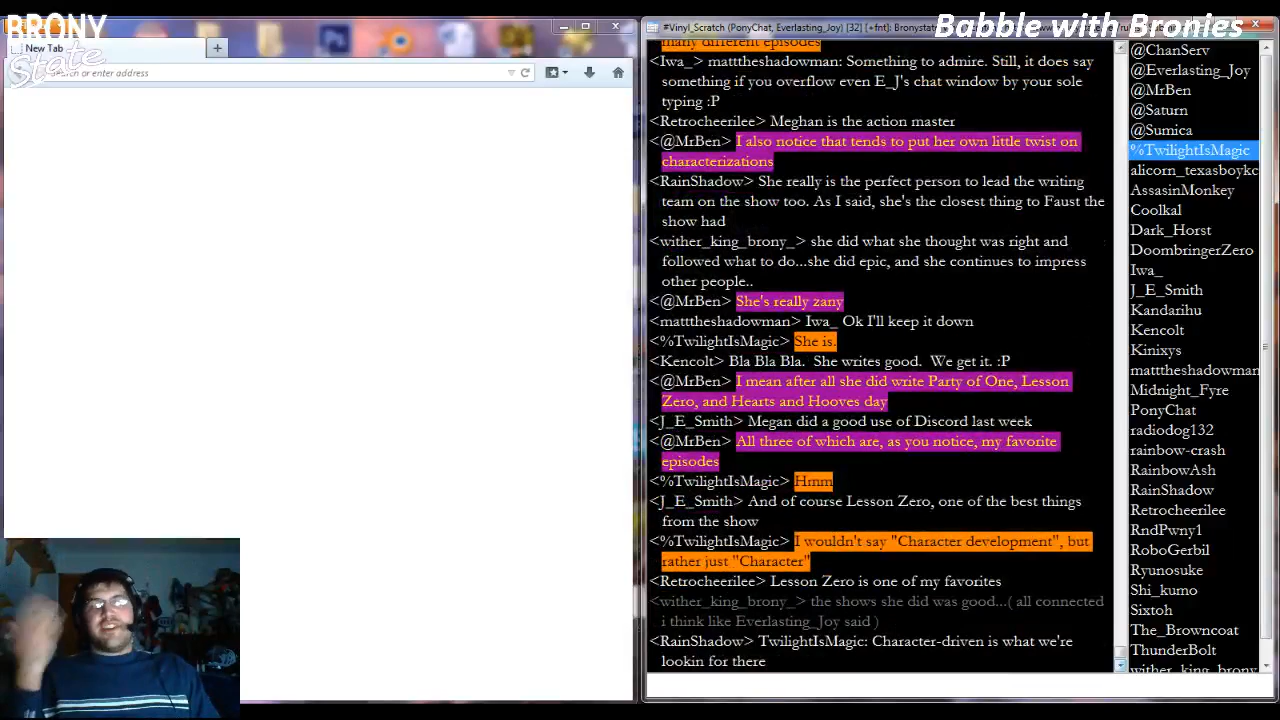 BRONY
State
New Tab
Search or enter address
#Vinyl_Scratch (PonyChat, Everlasting_Joy) [32] [+fnt]: Bronystate
Babble with Bronies
many different episodes
<Iwa_> matttheshadowman: Something to admire. Still, it does say
something if you overflow even E_J's chat window by your sole
typing :P
<Retrocheerilee> Meghan is the action master
<@MrBen> I also notice that tends to put her own little twist on
characterizations
<RainShadow> She really is the perfect person to lead the writing
team on the show too. As I said, she's the closest thing to Faust the
show had
<wither_king_brony_> she did what she thought was right and
followed what to do...she did epic, and she continues to impress
other people..
<@MrBen> She's really zany
<matttheshadowman> Iwa_ Ok I'll keep it down
<%TwilightIsMagic> She is.
<Kencolt> Bla Bla Bla.  She writes good.  We get it. :P
<@MrBen> I mean after all she did write Party of One, Lesson
Zero, and Hearts and Hooves day
<J_E_Smith> Megan did a good use of Discord last week
<@MrBen> All three of which are, as you notice, my favorite
episodes
<%TwilightIsMagic> Hmm
<J_E_Smith> And of course Lesson Zero, one of the best things
from the show
<%TwilightIsMagic> I wouldn't say "Character development", but
rather just "Character"
<Retrocheerilee> Lesson Zero is one of my favorites
<wither_king_brony_> the shows she did was good...( all connected
i think like Everlasting_Joy said )
<RainShadow> TwilightIsMagic: Character-driven is what we're
lookin for there
@ChanServ
@Everlasting_Joy
@MrBen
@Saturn
@Sumica
%TwilightIsMagic
alicorn_texasboykc
AssasinMonkey
Coolkal
Dark_Horst
DoombringerZero
Iwa_
J_E_Smith
Kandarihu
Kencolt
Kinixys
matttheshadowman
Midnight_Fyre
PonyChat
radiodog132
rainbow-crash
RainbowAsh
RainShadow
Retrocheerilee
RndPwny1
RoboGerbil
Ryunosuke
Shi_kumo
Sixtoh
The_Browncoat
ThunderBolt
wither_king_brony